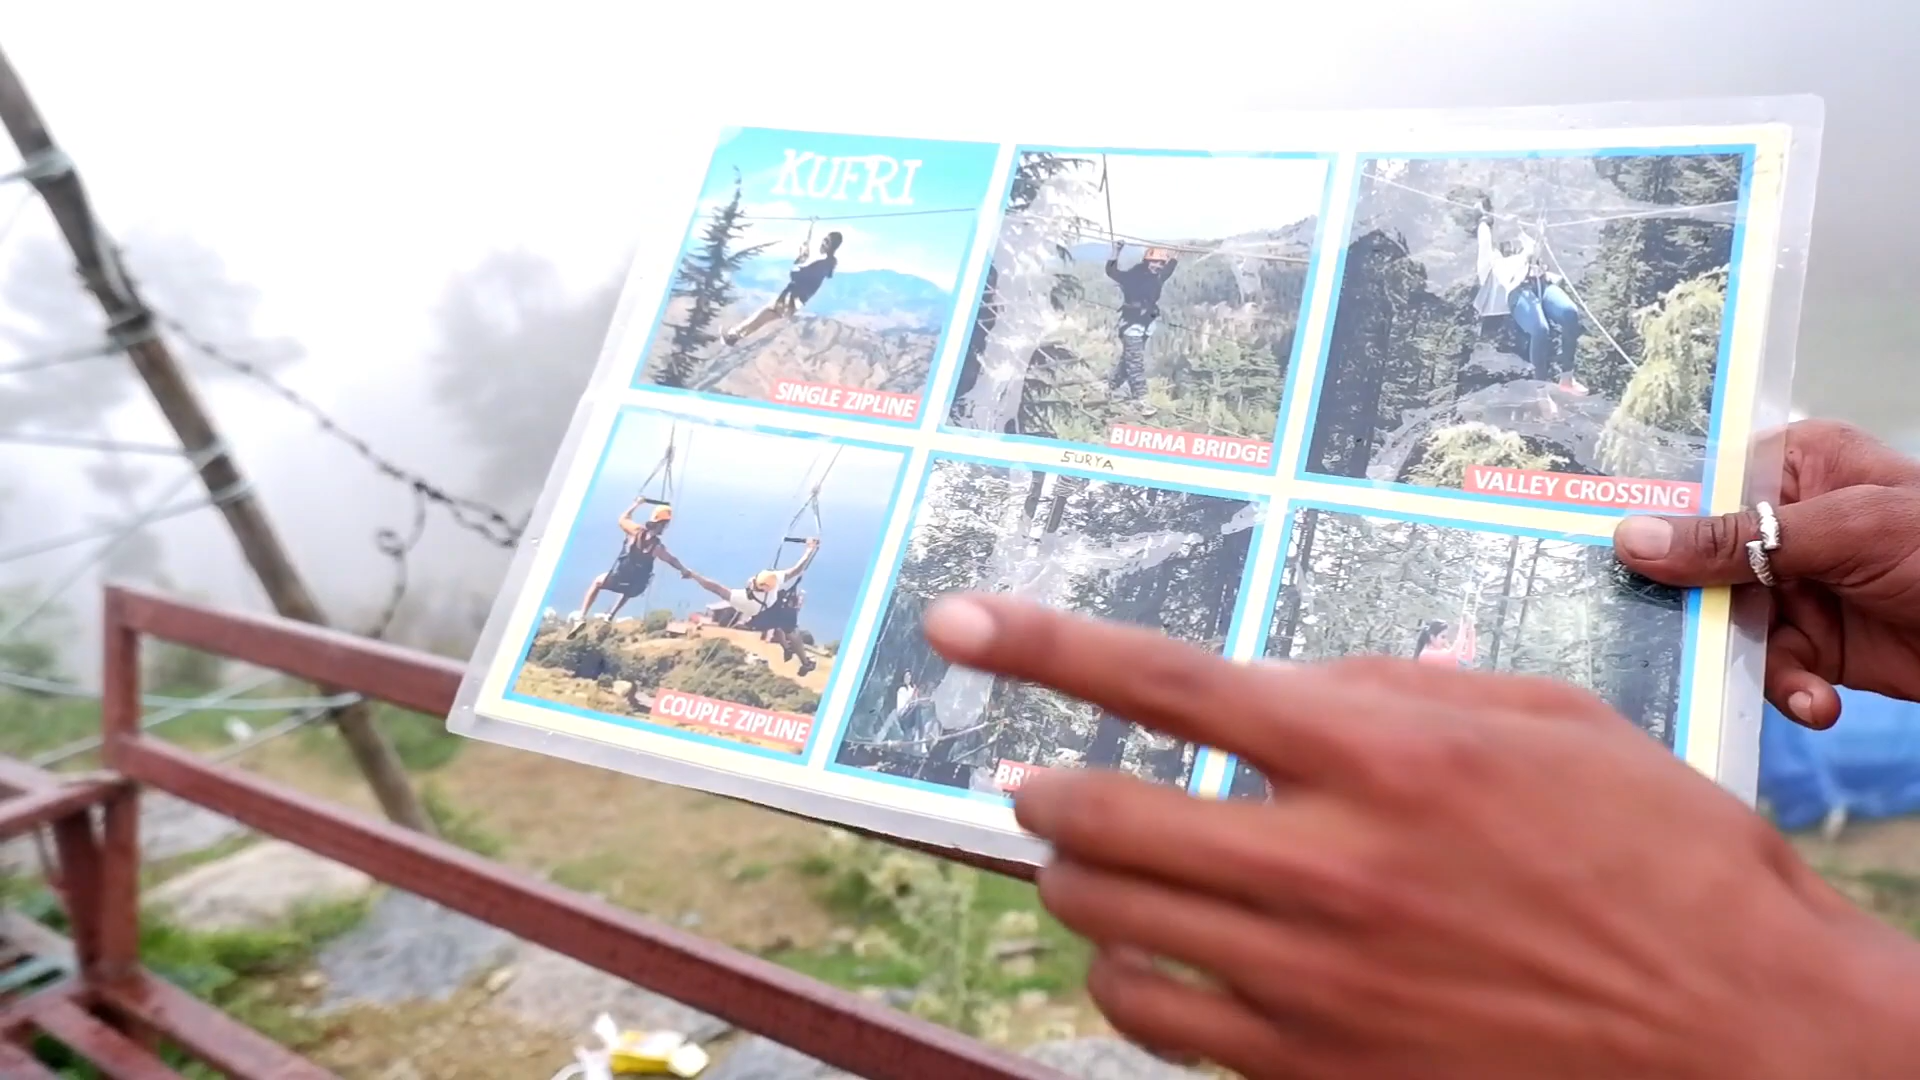 KUFRI
SINGLE ZIPLINE
BURMA BRIDGE
VALLEY CROSSING
SURYA
COUPLE ZIPLINE